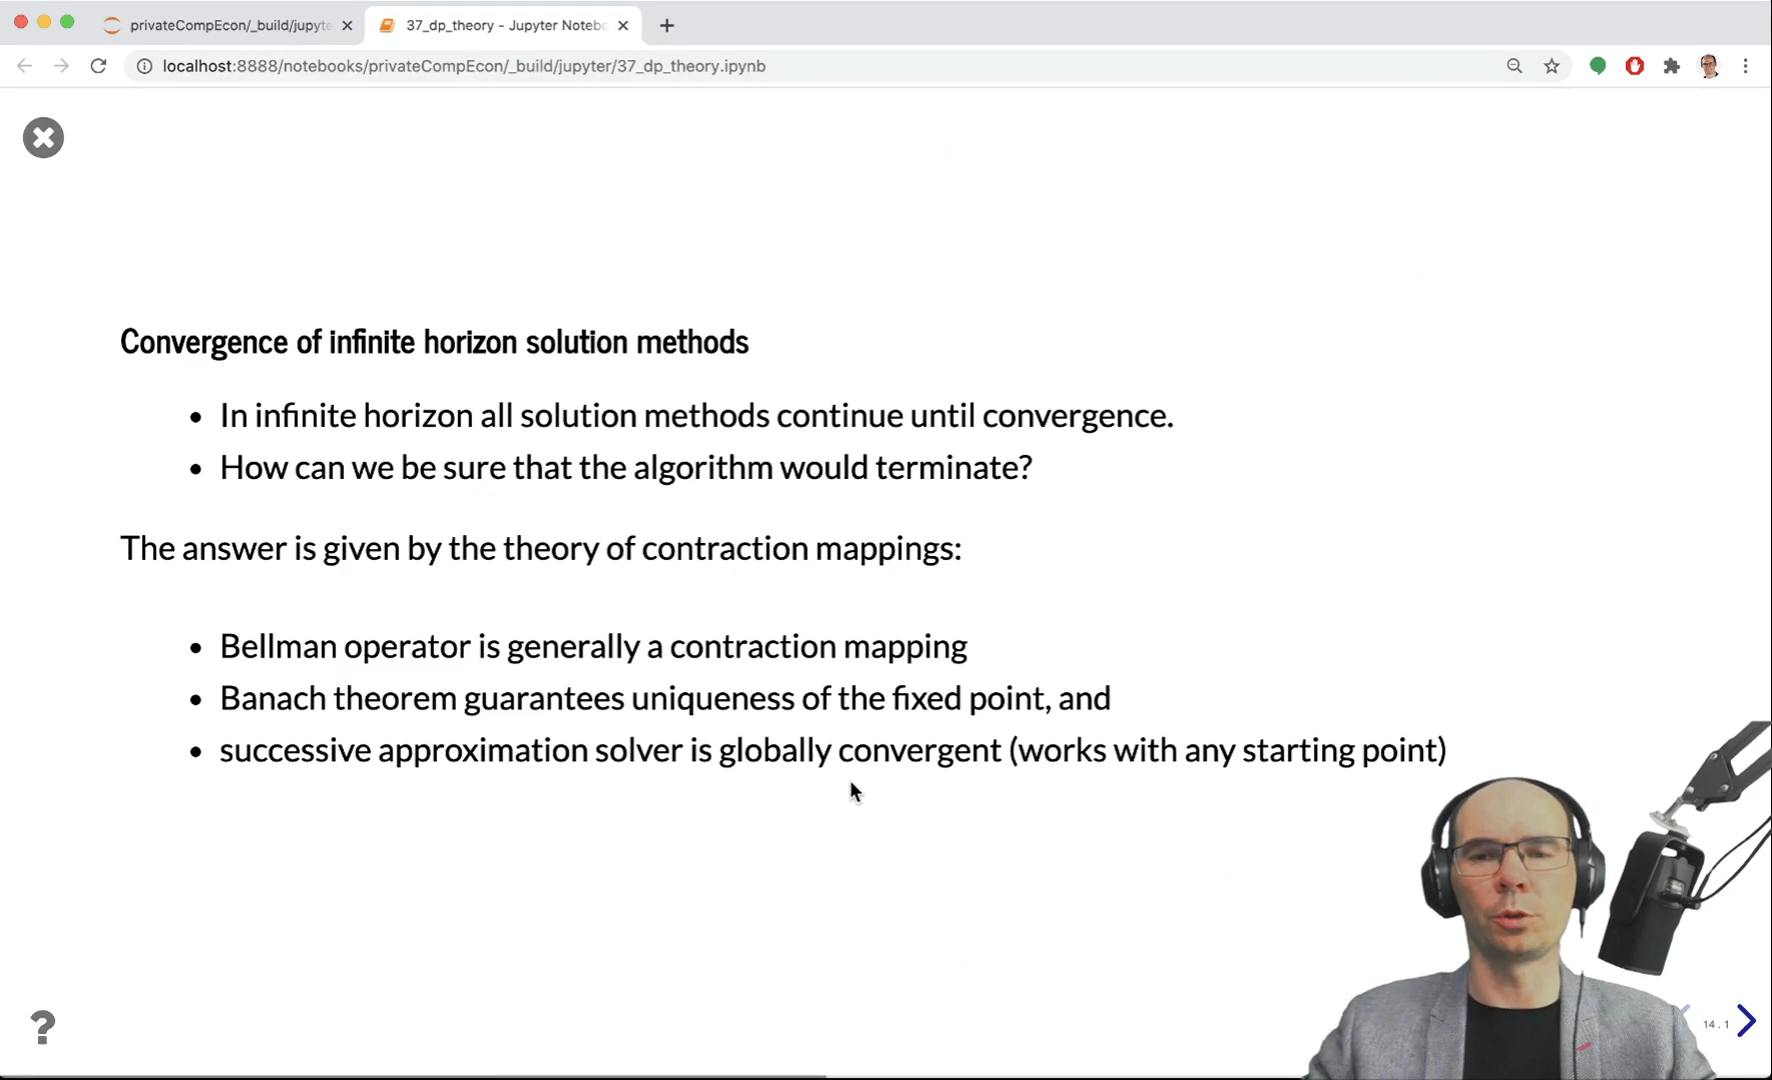 privateCompEcon/_build/jupyte
37_dp_theory - Jupyter Noteb
localhost:8888/notebooks/privateCompEcon/_build/jupyter/37_dp_theory.ipynb
Convergence of infinite horizon solution methods
• In infinite horizon all solution methods continue until convergence.
• How can we be sure that the algorithm would terminate?
The answer is given by the theory of contraction mappings:
• Bellman operator is generally a contraction mapping
• Banach theorem guarantees uniqueness of the fixed point, and
• successive approximation solver is globally convergent (works with any starting point)
?
14.1